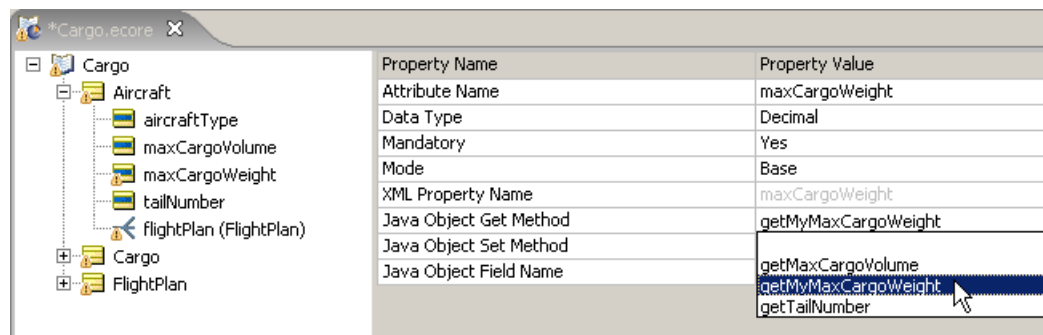 *Cargo.ecore
Cargo
Aircraft
aircraftType
maxCargoVolume
maxCargoWeight
tailNumber
flightPlan (FlightPlan)
Cargo
FlightPlan
Property Name Property Value
Attribute Name maxCargoWeight
Data Type Decimal
Mandatory Yes
Mode Base
XML Property Name maxCargoWeight
Java Object Get Method getMyMaxCargoWeight
Java Object Set Method
Java Object Field Name
getMaxCargoVolume
getMyMaxCargoWeight
getTailNumber